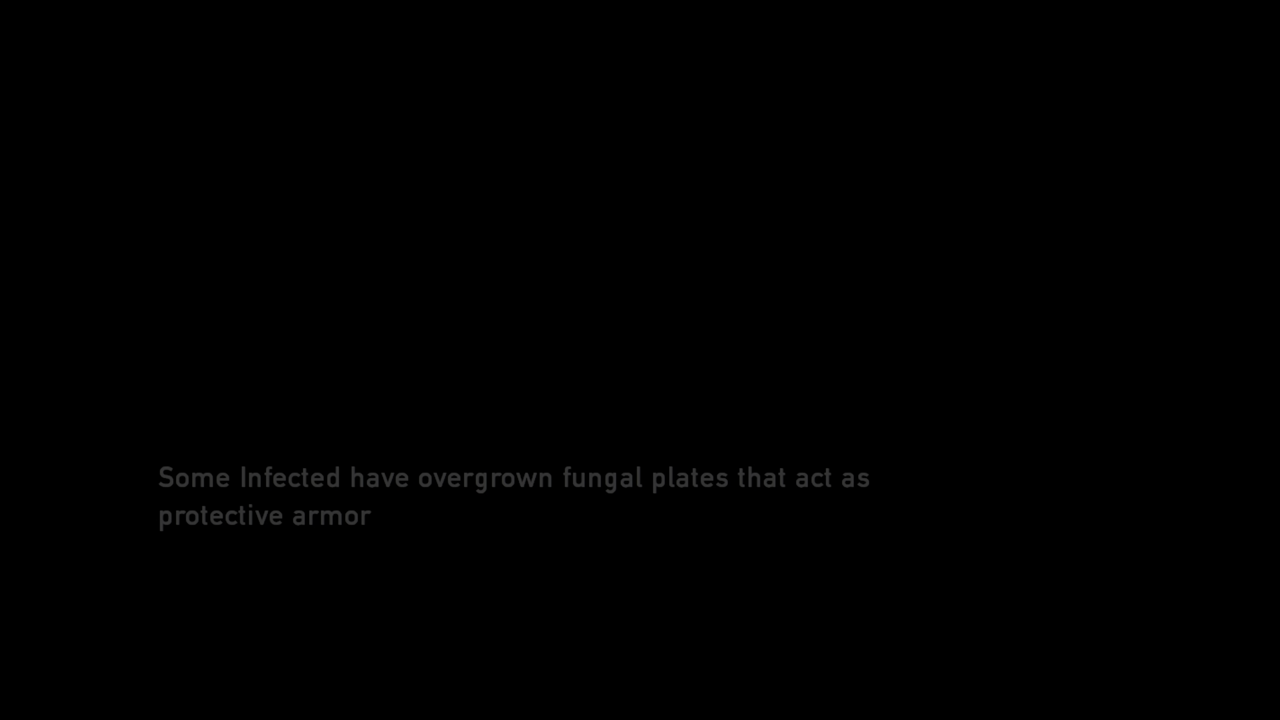 Some Infected have overgrown fungal plates that act as
protective armor